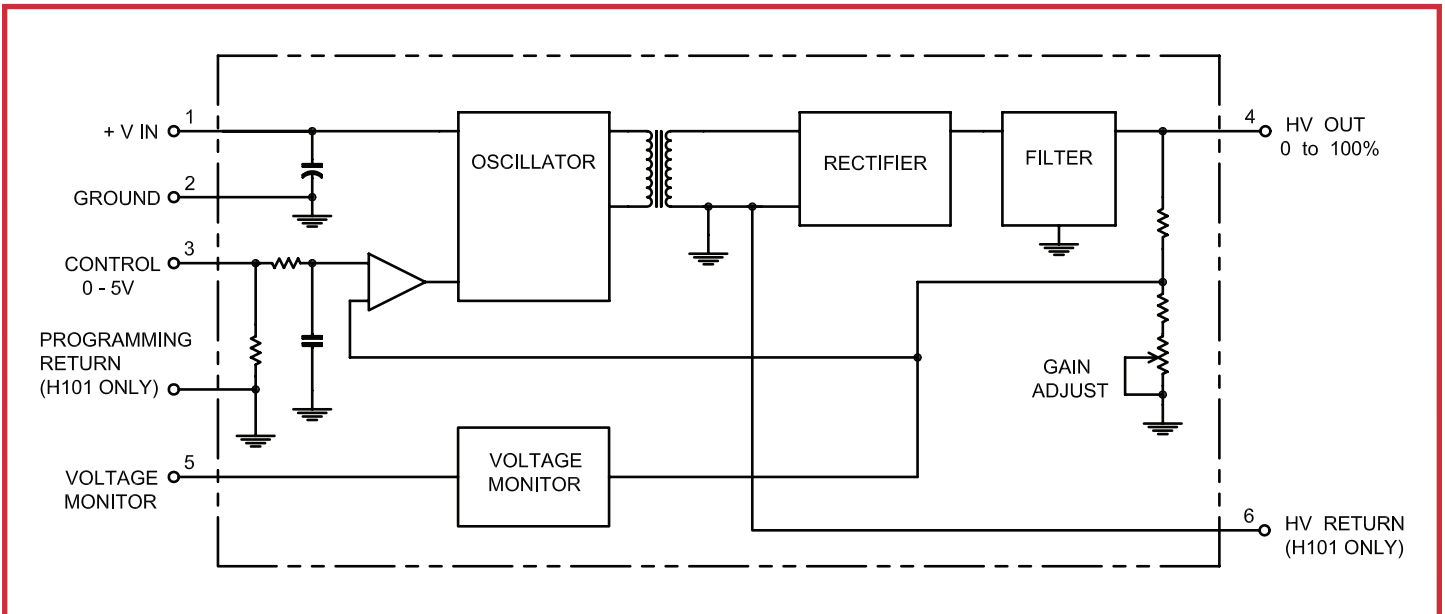 1
+ V IN
2
GROUND
3
CONTROL
0 - 5V
PROGRAMMING
RETURN
(H101 ONLY)
5
VOLTAGE
MONITOR
OSCILLATOR
VOLTAGE
MONITOR
RECTIFIER
FILTER
GAIN
ADJUST
4
HV OUT
0 to 100%
6
HV RETURN
(H101 ONLY)